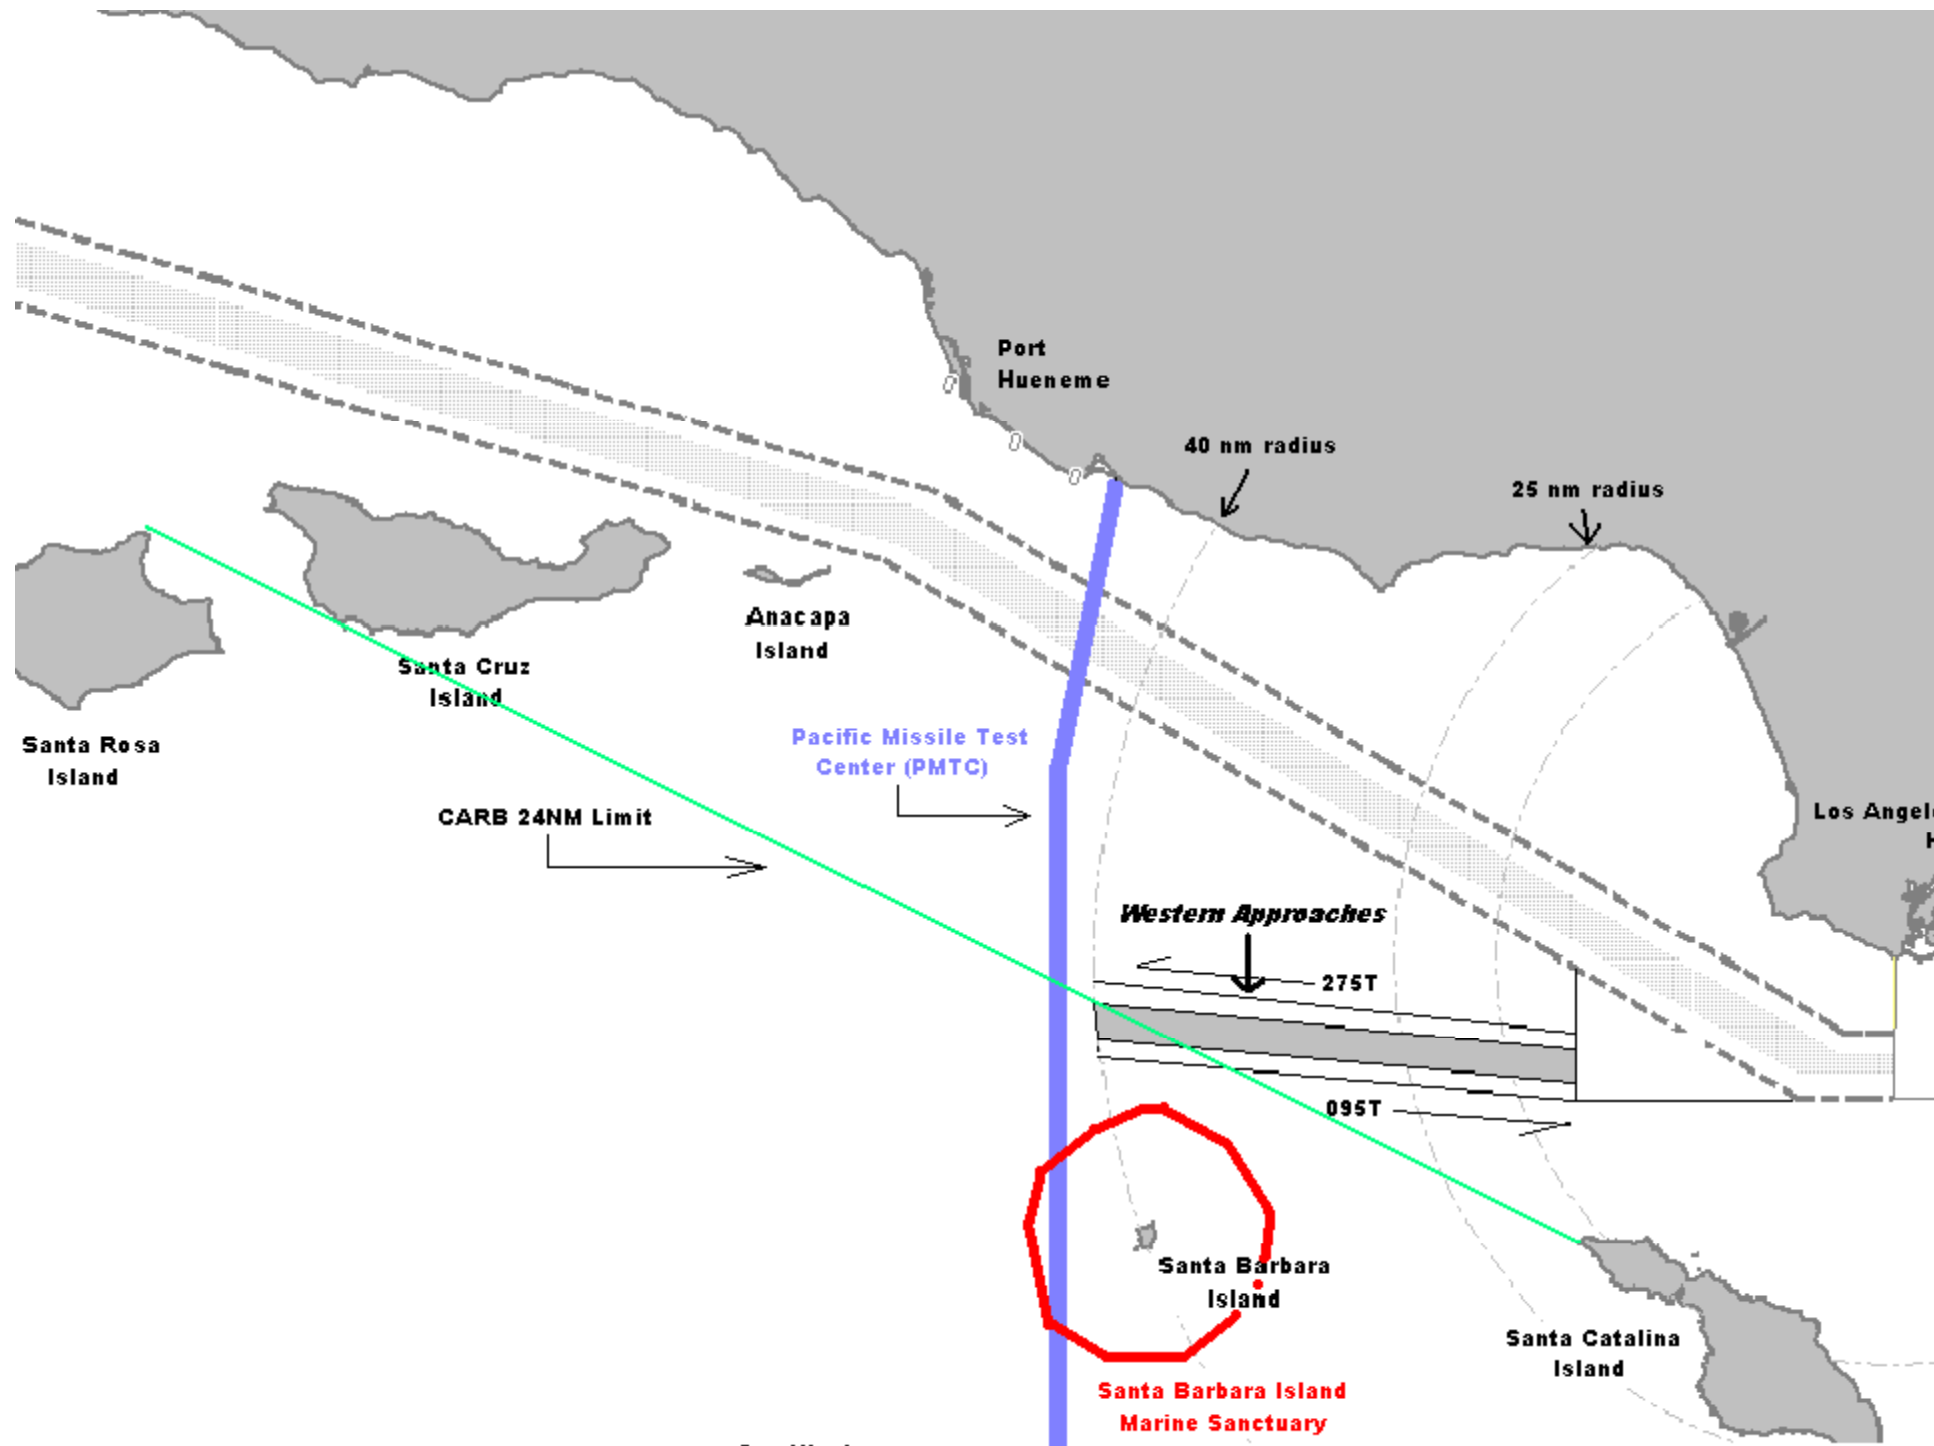 Port
Hueneme
40 nm radius
25 nm radius
Anacapa
Island
Santa Cruz
Island
Santa Rosa
Island
Pacific Missile Test
Center (PMTC)
CARB 24NM Limit
Los Angel
Western Approaches
275T
095T
Santa Barbara
Island
Santa Catalina
Island
Santa Barbara Island
Marine Sanctuary